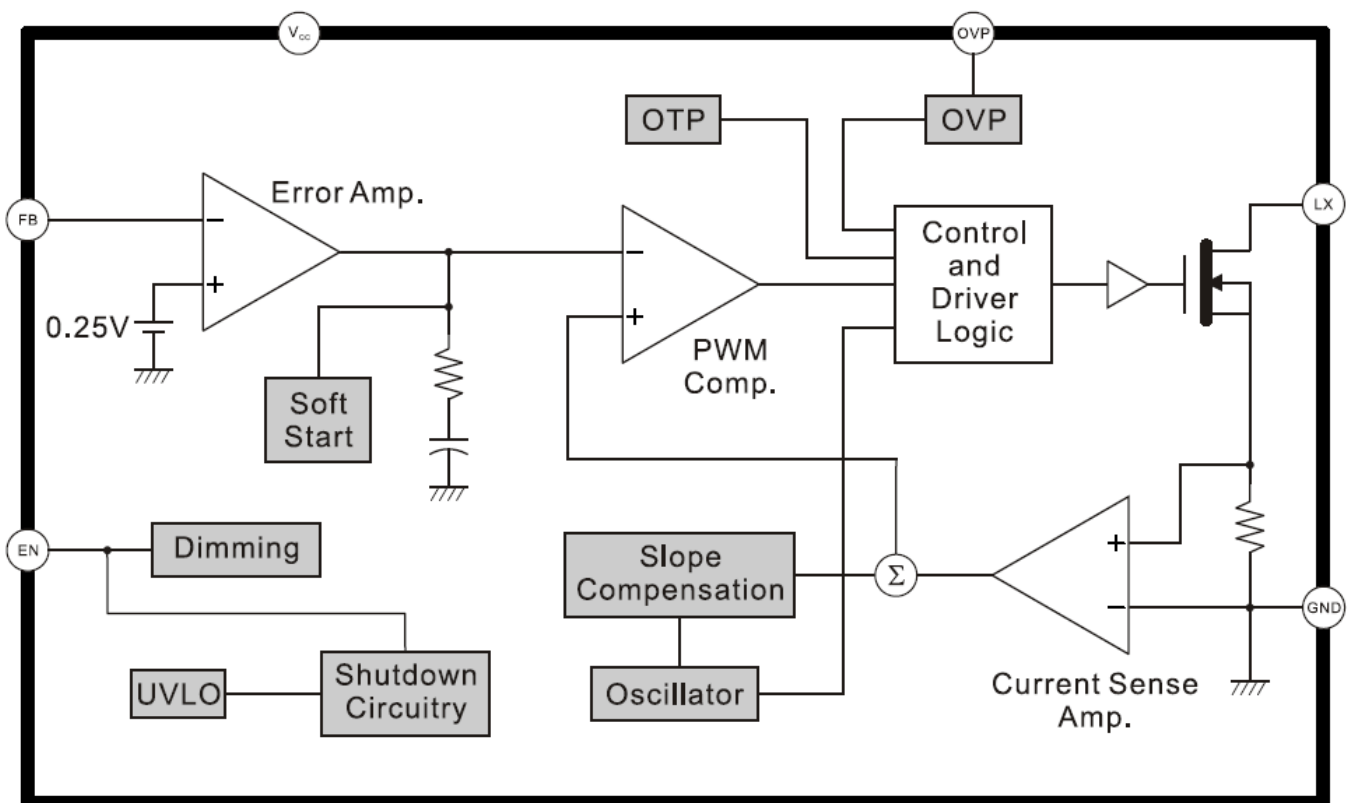 Vcc
OVP
OTP
OVP
Error Amp.
FB
−
+
0.25V
Soft
Start
−
+
PWM
Comp.
Control
and
Driver
Logic
LX
EN
Dimming
UVLO
Shutdown
Circuitry
Slope
Compensation
Oscillator
Σ
+
−
Current Sense
Amp.
GND